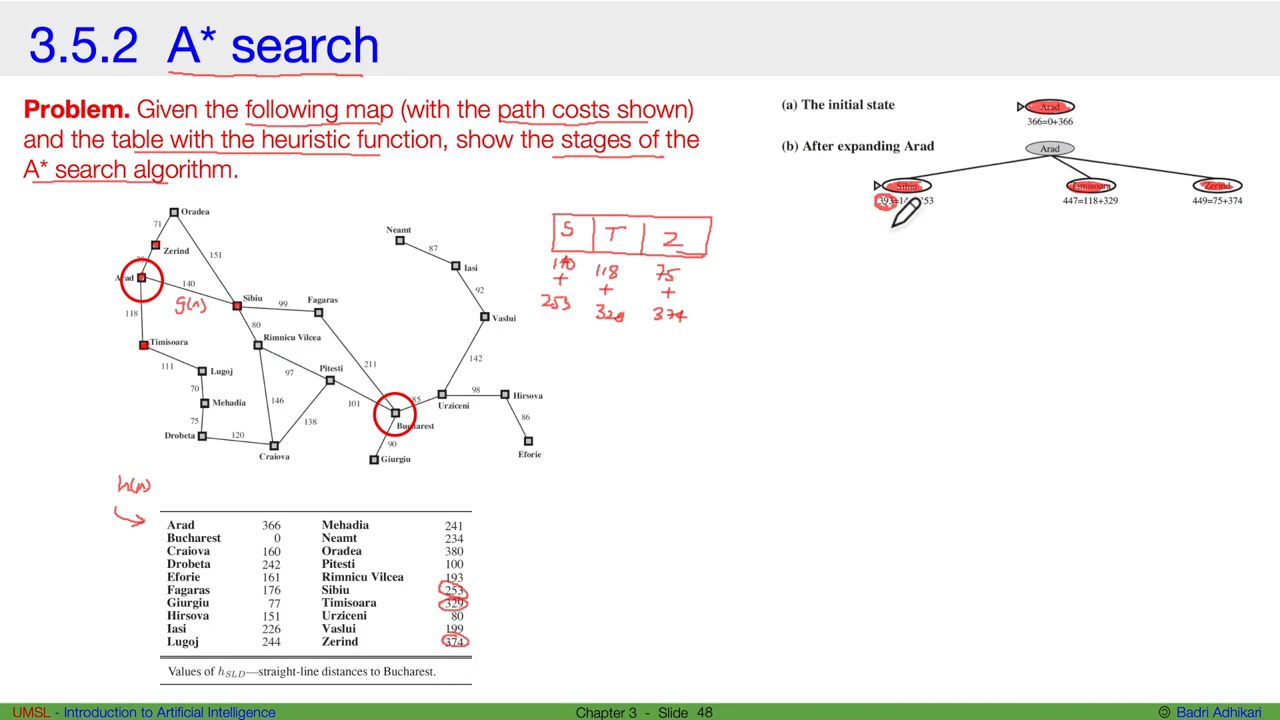 3.5.2 A* search
Problem. Given the following map (with the path costs shown)
and the table with the heuristic function, show the stages of the
A* search algorithm.
(a) The initial state
Arad
366=0+366
(b) After expanding Arad
Arad
Sibiu
Timisoara
Zerind
393=14 53
447=118+329
449=75+374
Oradea
71
Zerind
151
Arad
140
g(n)
Sibiu
99
Fagaras
118
80
Rimnicu Vilcea
Timisoara
111
Lugoj
97
Pitesti
211
70
Mehadia
146
101
75
138
Drobeta
120
Craiova
Neamt
87
Iasi
92
Vaslui
142
98
Hirsova
85
Urziceni
86
Bucharest
90
Giurgiu
Eforie
S T Z
140 118 75
+ + +
253 329 374
h(n)
Arad 366 Mehadia 241
Bucharest 0 Neamt 234
Craiova 160 Oradea 380
Drobeta 242 Pitesti 100
Eforie 161 Rimnicu Vilcea 193
Fagaras 176 Sibiu 253
Giurgiu 77 Timisoara 329
Hirsova 151 Urziceni 80
Iasi 226 Vaslui 199
Lugoj 244 Zerind 374
Values of hSLD—straight-line distances to Bucharest.
UMSL - Introduction to Artificial Intelligence
Chapter 3 - Slide 48
Badri Adhikari